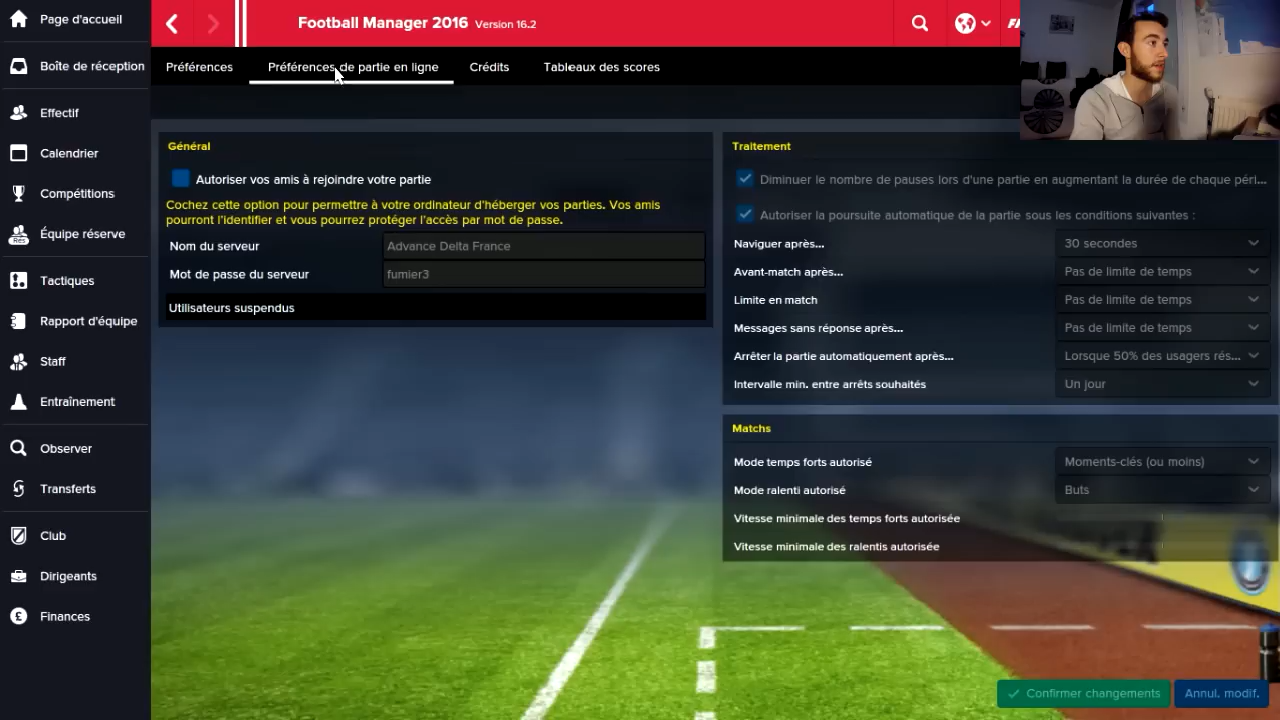 Page d'accueil
Football Manager 2016 Version 16.2
FA
Boîte de réception
Préférences
Préférences de partie en ligne
Crédits
Tableaux des scores
Effectif
Calendrier
Compétitions
Équipe réserve
Rés
Tactiques
Rapport d'équipe
Staff
Entraînement
Observer
Transferts
Club
Dirigeants
Finances
Général
Autoriser vos amis à rejoindre votre partie
Cochez cette option pour permettre à votre ordinateur d'héberger vos parties. Vos amis
pourront l'identifier et vous pourrez protéger l'accès par mot de passe.
Nom du serveur Advance Delta France
Mot de passe du serveur fumier3
Utilisateurs suspendus
Traitement
Diminuer le nombre de pauses lors d'une partie en augmentant la durée de chaque péri...
Autoriser la poursuite automatique de la partie sous les conditions suivantes :
Naviguer après... 30 secondes
Avant-match après... Pas de limite de temps
Limite en match Pas de limite de temps
Messages sans réponse après... Pas de limite de temps
Arrêter la partie automatiquement après... Lorsque 50% des usagers rés...
Intervalle min. entre arrêts souhaités Un jour
Matchs
Mode temps forts autorisé Moments-clés (ou moins)
Mode ralenti autorisé Buts
Vitesse minimale des temps forts autorisée
Vitesse minimale des ralentis autorisée
Confirmer changements
Annul. modif.